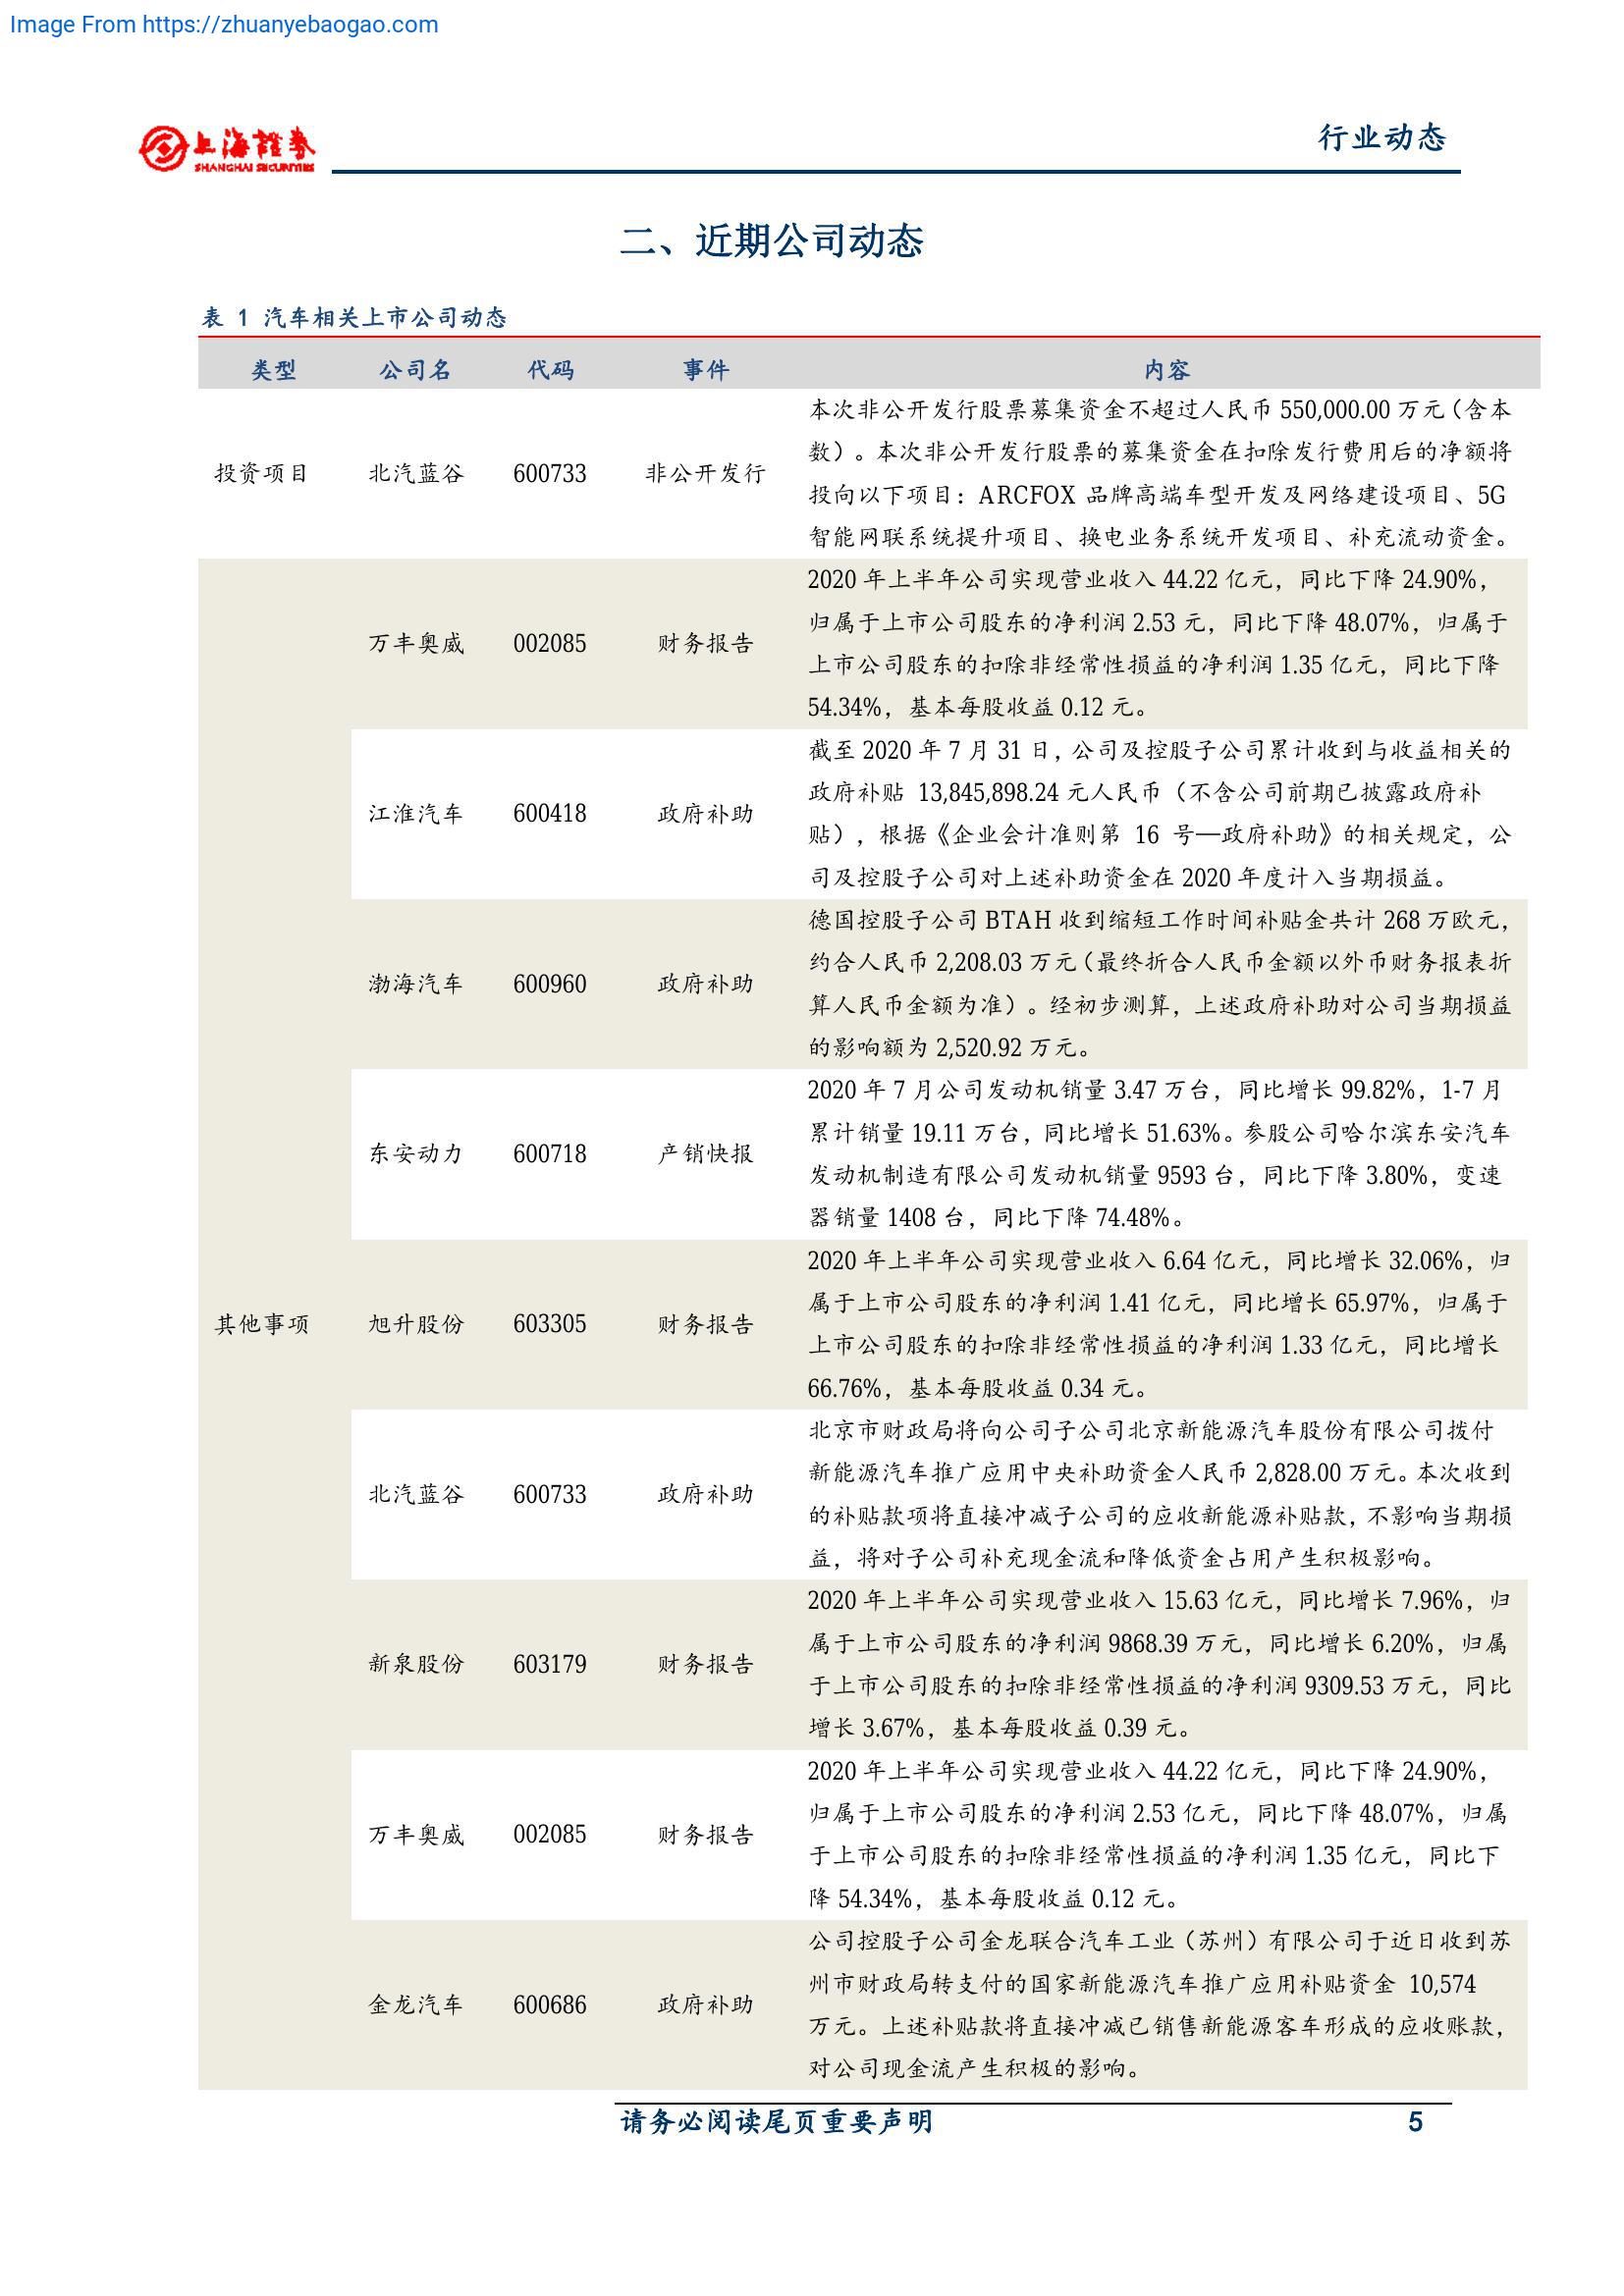 Image From https://zhuanyebaogao.com
上海證券
SHANGHAI SECURITIES
行业动态
二、近期公司动态
表 1 汽车相关上市公司动态
类型 公司名 代码 事件 内容
投资项目 北汽蓝谷 600733 非公开发行
本次非公开发行股票募集资金不超过人民币 550,000.00 万元（含本
数）。本次非公开发行股票的募集资金在扣除发行费用后的净额将
投向以下项目：ARCFOX 品牌高端车型开发及网络建设项目、5G
智能网联系统提升项目、换电业务系统开发项目、补充流动资金。
其他事项
万丰奥威 002085 财务报告
2020 年上半年公司实现营业收入 44.22 亿元，同比下降 24.90%，
归属于上市公司股东的净利润 2.53 元，同比下降 48.07%，归属于
上市公司股东的扣除非经常性损益的净利润 1.35 亿元，同比下降
54.34%，基本每股收益 0.12 元。
江淮汽车 600418 政府补助
截至 2020 年 7 月 31 日，公司及控股子公司累计收到与收益相关的
政府补贴 13,845,898.24 元人民币（不含公司前期已披露政府补
贴），根据《企业会计准则第 16 号—政府补助》的相关规定，公
司及控股子公司对上述补助资金在 2020 年度计入当期损益。
渤海汽车 600960 政府补助
德国控股子公司 BTAH 收到缩短工作时间补贴金共计 268 万欧元，
约合人民币 2,208.03 万元（最终折合人民币金额以外币财务报表折
算人民币金额为准）。经初步测算，上述政府补助对公司当期损益
的影响额为 2,520.92 万元。
东安动力 600718 产销快报
2020 年 7 月公司发动机销量 3.47 万台，同比增长 99.82%，1-7 月
累计销量 19.11 万台，同比增长 51.63%。参股公司哈尔滨东安汽车
发动机制造有限公司发动机销量 9593 台，同比下降 3.80%，变速
器销量 1408 台，同比下降 74.48%。
旭升股份 603305 财务报告
2020 年上半年公司实现营业收入 6.64 亿元，同比增长 32.06%，归
属于上市公司股东的净利润 1.41 亿元，同比增长 65.97%，归属于
上市公司股东的扣除非经常性损益的净利润 1.33 亿元，同比增长
66.76%，基本每股收益 0.34 元。
北汽蓝谷 600733 政府补助
北京市财政局将向公司子公司北京新能源汽车股份有限公司拨付
新能源汽车推广应用中央补助资金人民币 2,828.00 万元。本次收到
的补贴款项将直接冲减子公司的应收新能源补贴款，不影响当期损
益，将对子公司补充现金流和降低资金占用产生积极影响。
新泉股份 603179 财务报告
2020 年上半年公司实现营业收入 15.63 亿元，同比增长 7.96%，归
属于上市公司股东的净利润 9868.39 万元，同比增长 6.20%，归属
于上市公司股东的扣除非经常性损益的净利润 9309.53 万元，同比
增长 3.67%，基本每股收益 0.39 元。
万丰奥威 002085 财务报告
2020 年上半年公司实现营业收入 44.22 亿元，同比下降 24.90%，
归属于上市公司股东的净利润 2.53 亿元，同比下降 48.07%，归属
于上市公司股东的扣除非经常性损益的净利润 1.35 亿元，同比下
降 54.34%，基本每股收益 0.12 元。
金龙汽车 600686 政府补助
公司控股子公司金龙联合汽车工业（苏州）有限公司于近日收到苏
州市财政局转支付的国家新能源汽车推广应用补贴资金 10,574
万元。上述补贴款将直接冲减已销售新能源客车形成的应收账款，
对公司现金流产生积极的影响。
请务必阅读尾页重要声明 5